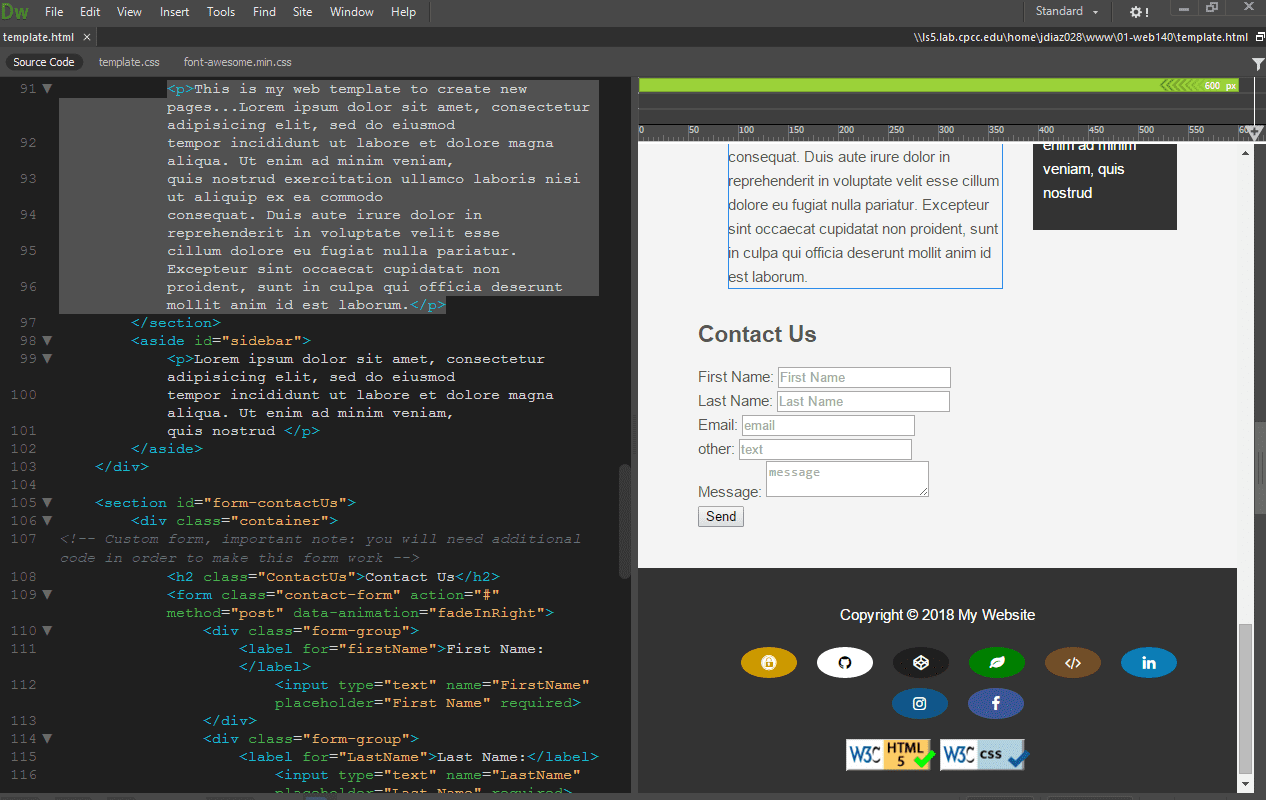 Dw File Edit View Insert Tools Find Site Window Help Standard !
template.html × \\ls5.lab.cpcc.edu\home\jdiaz028\www\01-web140\template.html
Source Code template.css font-awesome.min.css
91 <p>This is my web template to create new
pages...Lorem ipsum dolor sit amet, consectetur
adipisicing elit, sed do eiusmod
92 tempor incididunt ut labore et dolore magna
aliqua. Ut enim ad minim veniam,
93 quis nostrud exercitation ullamco laboris nisi
ut aliquip ex ea commodo
94 consequat. Duis aute irure dolor in
reprehenderit in voluptate velit esse
95 cillum dolore eu fugiat nulla pariatur.
Excepteur sint occaecat cupidatat non
96 proident, sunt in culpa qui officia deserunt
mollit anim id est laborum.</p>
97 </section>
98 <aside id="sidebar">
99 <p>Lorem ipsum dolor sit amet, consectetur
adipisicing elit, sed do eiusmod
100 tempor incididunt ut labore et dolore magna
aliqua. Ut enim ad minim veniam,
101 quis nostrud </p>
102 </aside>
103 </div>
104
105 <section id="form-contactUs">
106 <div class="container">
107 <!-- Custom form, important note: you will need additional
code in order to make this form work -->
108 <h2 class="ContactUs">Contact Us</h2>
109 <form class="contact-form" action="#"
method="post" data-animation="fadeInRight">
110 <div class="form-group">
111 <label for="firstName">First Name:
</label>
112 <input type="text" name="FirstName"
placeholder="First Name" required>
113 </div>
114 <div class="form-group">
115 <label for="LastName">Last Name:</label>
116 <input type="text" name="LastName"
placeholder="Last Name" required>
600 px
0 50 100 150 200 250 300 350 400 450 500 550
consequat. Duis aute irure dolor in
reprehenderit in voluptate velit esse cillum
dolore eu fugiat nulla pariatur. Excepteur
sint occaecat cupidatat non proident, sunt
in culpa qui officia deserunt mollit anim id
est laborum.
enim ad minim
veniam, quis
nostrud
Contact Us
First Name: First Name
Last Name: Last Name
Email: email
other: text
Message: message
Send
Copyright © 2018 My Website
W3C HTML 5 W3C css